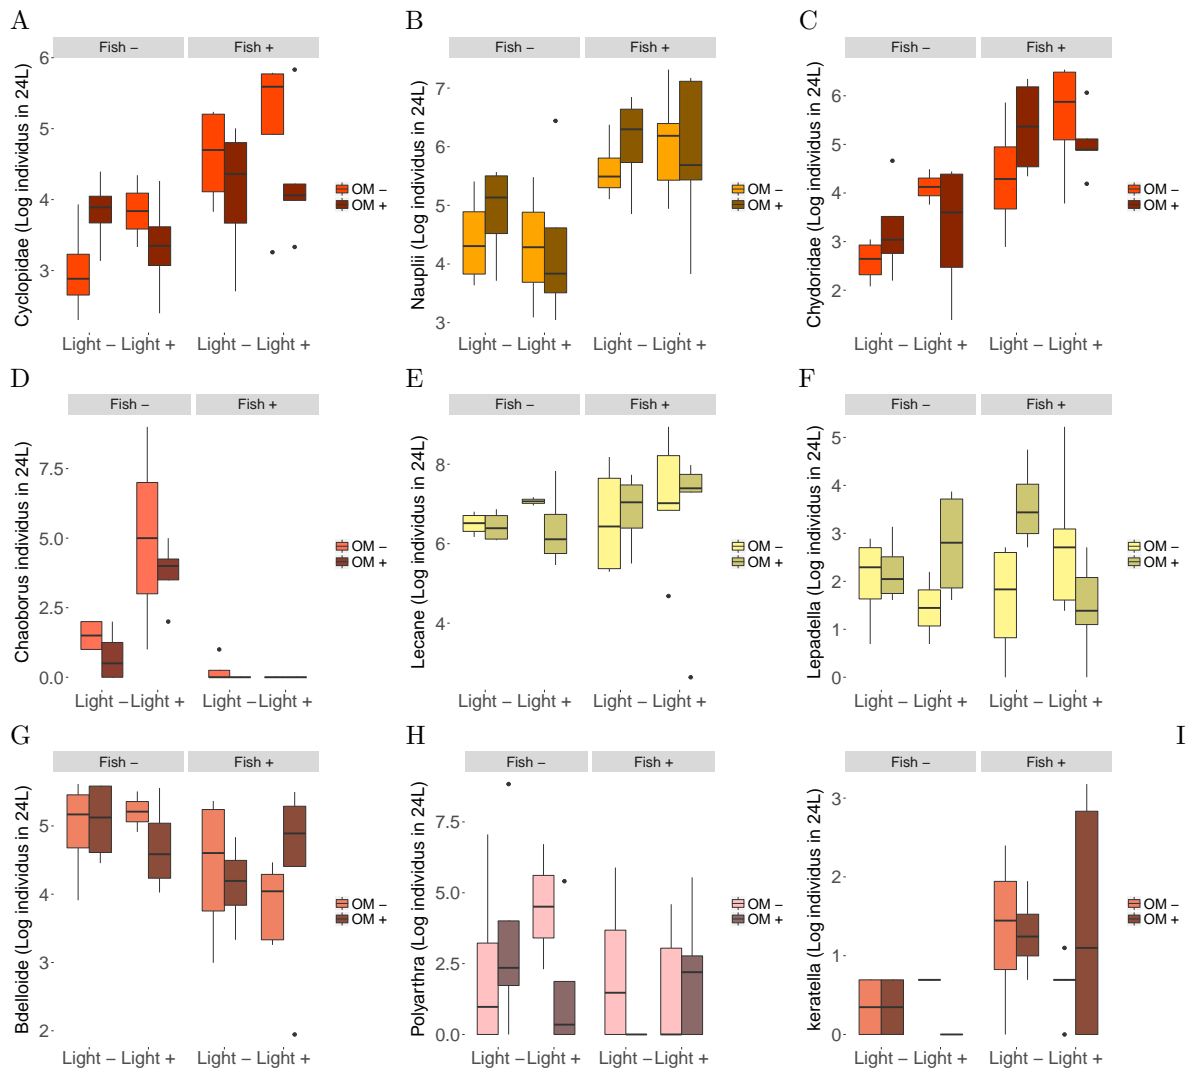 A
B
C
Fish −
Fish +
Cyclopidae (Log individus in 24L)
6
5
4
3
Light −
Light +
Light −
Light +
OM −
OM +
Fish −
Fish +
Nauplii (Log individus in 24L)
7
6
5
4
3
Light −
Light +
Light −
Light +
OM −
OM +
Fish −
Fish +
Chydoridae (Log individus in 24L)
6
5
4
3
2
Light −
Light +
Light −
Light +
OM −
OM +
D
E
F
Fish −
Fish +
Chaoborus (Log individus in 24L)
7.5
5.0
2.5
0.0
Light −
Light +
Light −
Light +
OM −
OM +
Fish −
Fish +
Lecane (Log individus in 24L)
8
6
4
Light −
Light +
Light −
Light +
OM −
OM +
Fish −
Fish +
Lepadella (Log individus in 24L)
5
4
3
2
1
0
Light −
Light +
Light −
Light +
OM −
OM +
G
H
I
Fish −
Fish +
Bdelloide (Log individus in 24L)
5
4
3
2
Light −
Light +
Light −
Light +
OM −
OM +
Fish −
Fish +
Polyarthra (Log individus in 24L)
7.5
5.0
2.5
0.0
Light −
Light +
Light −
Light +
OM −
OM +
Fish −
Fish +
keratella (Log individus in 24L)
3
2
1
0
Light −
Light +
Light −
Light +
OM −
OM +